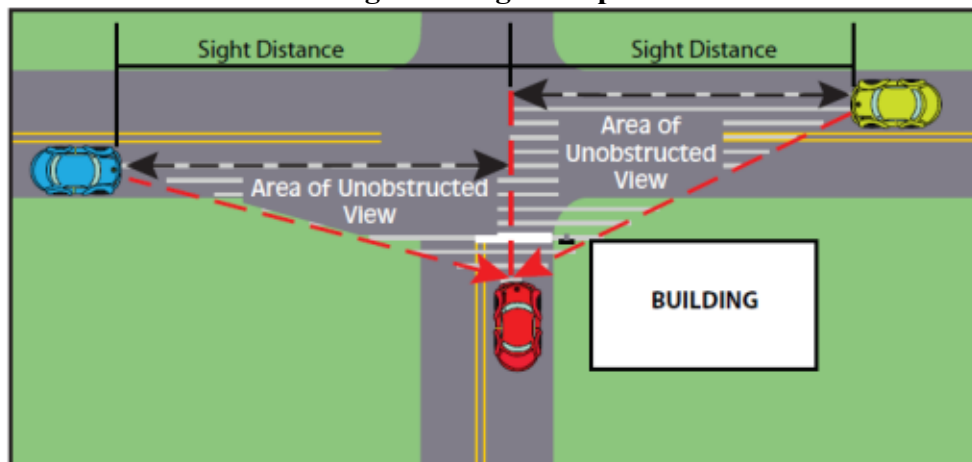 Sight Distance
Sight Distance
Area of
Unobstructed
View
Area of Unobstructed
View
BUILDING